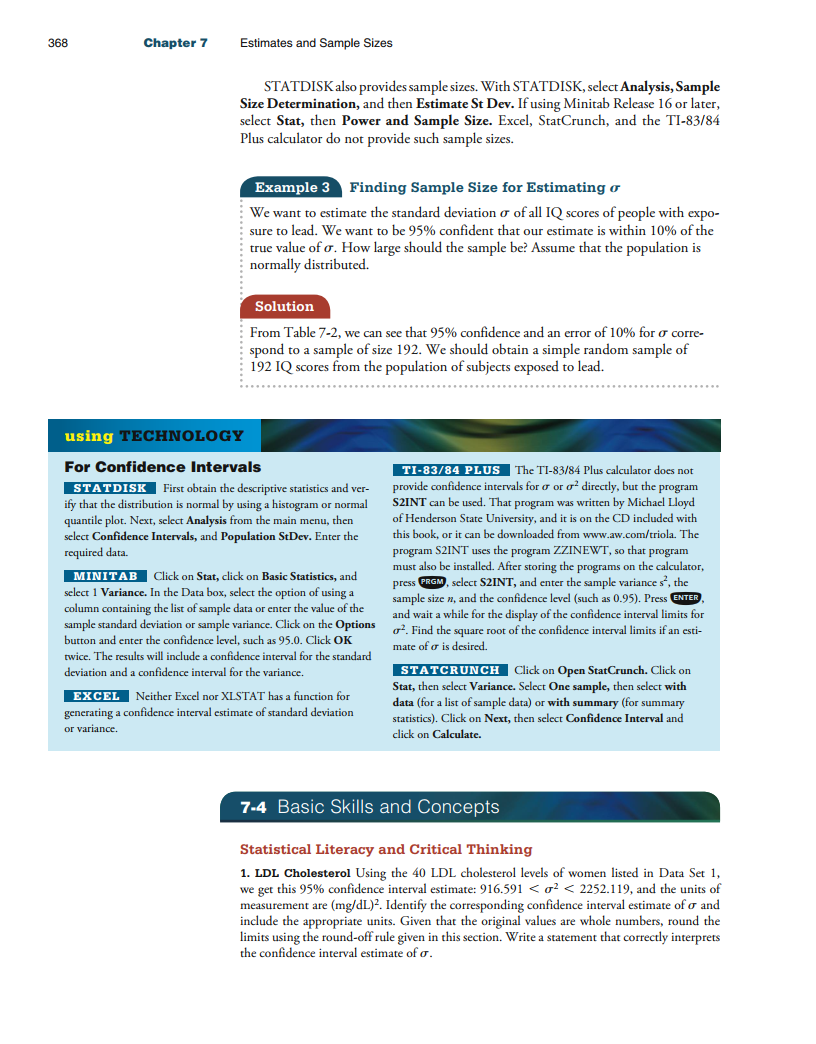 368 Chapter 7 Estimates and Sample Sizes
STATDISK also provides sample sizes. With STATDISK, select Analysis, Sample
Size Determination, and then Estimate St Dev. If using Minitab Release 16 or later,
select Stat, then Power and Sample Size. Excel, StatCrunch, and the TI-83/84
Plus calculator do not provide such sample sizes.
Example 3 Finding Sample Size for Estimating σ
We want to estimate the standard deviation σ of all IQ scores of people with expo-
sure to lead. We want to be 95% confident that our estimate is within 10% of the
true value of σ. How large should the sample be? Assume that the population is
normally distributed.
Solution
From Table 7-2, we can see that 95% confidence and an error of 10% for σ corre-
spond to a sample of size 192. We should obtain a simple random sample of
192 IQ scores from the population of subjects exposed to lead.
using TECHNOLOGY
For Confidence Intervals
STATDISK First obtain the descriptive statistics and ver-
ify that the distribution is normal by using a histogram or normal
quantile plot. Next, select Analysis from the main menu, then
select Confidence Intervals, and Population StDev. Enter the
required data.
MINITAB Click on Stat, click on Basic Statistics, and
select 1 Variance. In the Data box, select the option of using a
column containing the list of sample data or enter the value of the
sample standard deviation or sample variance. Click on the Options
button and enter the confidence level, such as 95.0. Click OK
twice. The results will include a confidence interval for the standard
deviation and a confidence interval for the variance.
EXCEL Neither Excel nor XLSTAT has a function for
generating a confidence interval estimate of standard deviation
or variance.
TI-83/84 PLUS The TI-83/84 Plus calculator does not
provide confidence intervals for σ or σ² directly, but the program
S2INT can be used. That program was written by Michael Lloyd
of Henderson State University, and it is on the CD included with
this book, or it can be downloaded from www.aw.com/triola. The
program S2INT uses the program ZZINEWT, so that program
must also be installed. After storing the programs on the calculator,
press PRGM, select S2INT, and enter the sample variance s², the
sample size n, and the confidence level (such as 0.95). Press ENTER,
and wait a while for the display of the confidence interval limits for
σ². Find the square root of the confidence interval limits if an esti-
mate of σ is desired.
STATCRUNCH Click on Open StatCrunch. Click on
Stat, then select Variance. Select One sample, then select with
data (for a list of sample data) or with summary (for summary
statistics). Click on Next, then select Confidence Interval and
click on Calculate.
7-4 Basic Skills and Concepts
Statistical Literacy and Critical Thinking
1. LDL Cholesterol Using the 40 LDL cholesterol levels of women listed in Data Set 1,
we get this 95% confidence interval estimate: 916.591 < σ² < 2252.119, and the units of
measurement are (mg/dL)². Identify the corresponding confidence interval estimate of σ and
include the appropriate units. Given that the original values are whole numbers, round the
limits using the round-off rule given in this section. Write a statement that correctly interprets
the confidence interval estimate of σ.